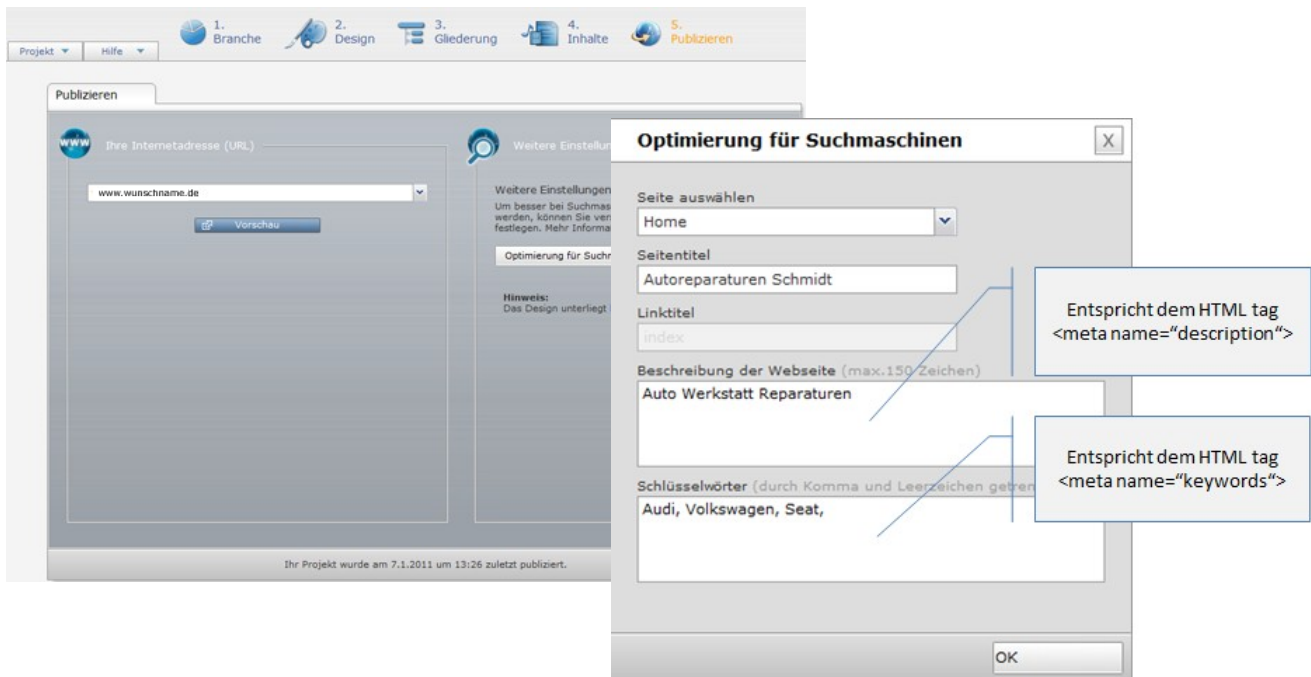 1.
Branche
2.
Design
3.
Gliederung
4.
Inhalte
5.
Publizieren
Projekt
Hilfe
Publizieren
www
Ihre Internetadresse (URL)
www.wunschname.de
Vorschau
Weitere Einstellun
Weitere Einstellungen
Um besser bei Suchmas
werden, können Sie ver
festlegen. Mehr Informa
Optimierung für Suchr
Hinweis:
Das Design unterliegt
Ihr Projekt wurde am 7.1.2011 um 13:26 zuletzt publiziert.
Optimierung für Suchmaschinen
X
Seite auswählen
Home
Seitentitel
Autoreparaturen Schmidt
Linktitel
index
Beschreibung der Webseite (max.150 Zeichen)
Auto Werkstatt Reparaturen
Schlüsselwörter (durch Komma und Leerzeichen getren
Audi, Volkswagen, Seat,
OK
Entspricht dem HTML tag
<meta name=“description“>
Entspricht dem HTML tag
<meta name=“keywords“>